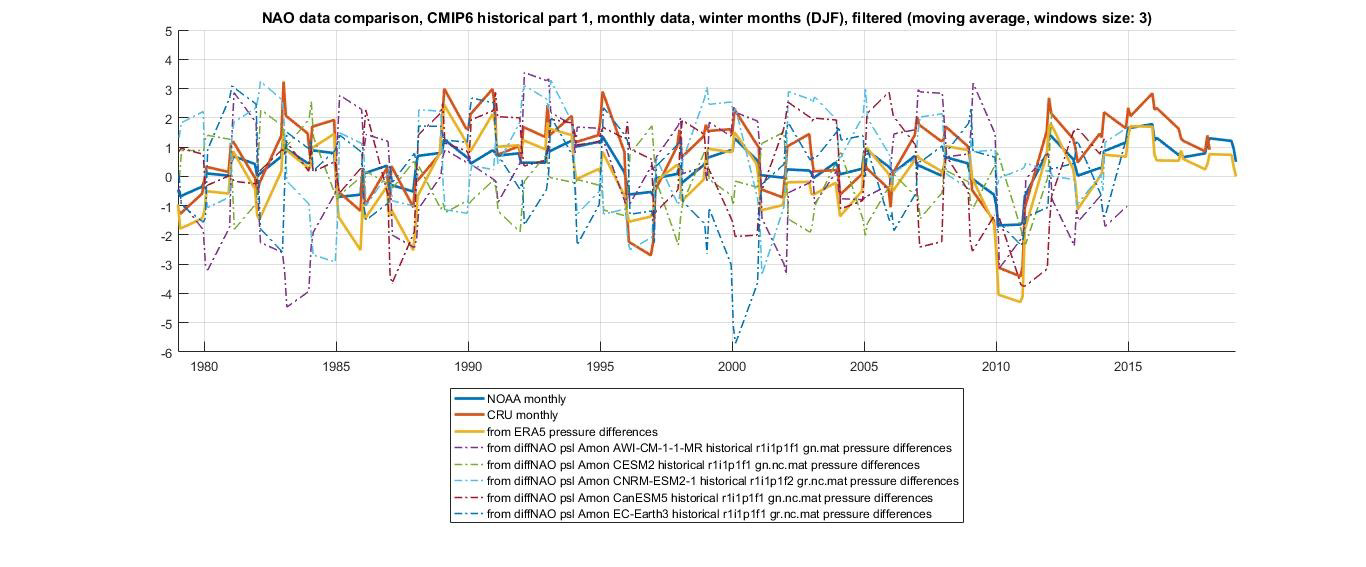 NAO data comparison, CMIP6 historical part 1, monthly data, winter months (DJF), filtered (moving average, windows size: 3)
5
4
3
2
1
0
-1
-2
-3
-4
-5
-6
1980 1985 1990 1995 2000 2005 2010 2015
NOAA monthly
CRU monthly
from ERA5 pressure differences
from diffNAO psl Amon AWI-CM-1-1-MR historical r1i1p1f1 gn.mat pressure differences
from diffNAO psl Amon CESM2 historical r1i1p1f1 gn.nc.mat pressure differences
from diffNAO psl Amon CNRM-ESM2-1 historical r1i1p1f2 gr.nc.mat pressure differences
from diffNAO psl Amon CanESM5 historical r1i1p1f1 gn.nc.mat pressure differences
from diffNAO psl Amon EC-Earth3 historical r1i1p1f1 gr.nc.mat pressure differences